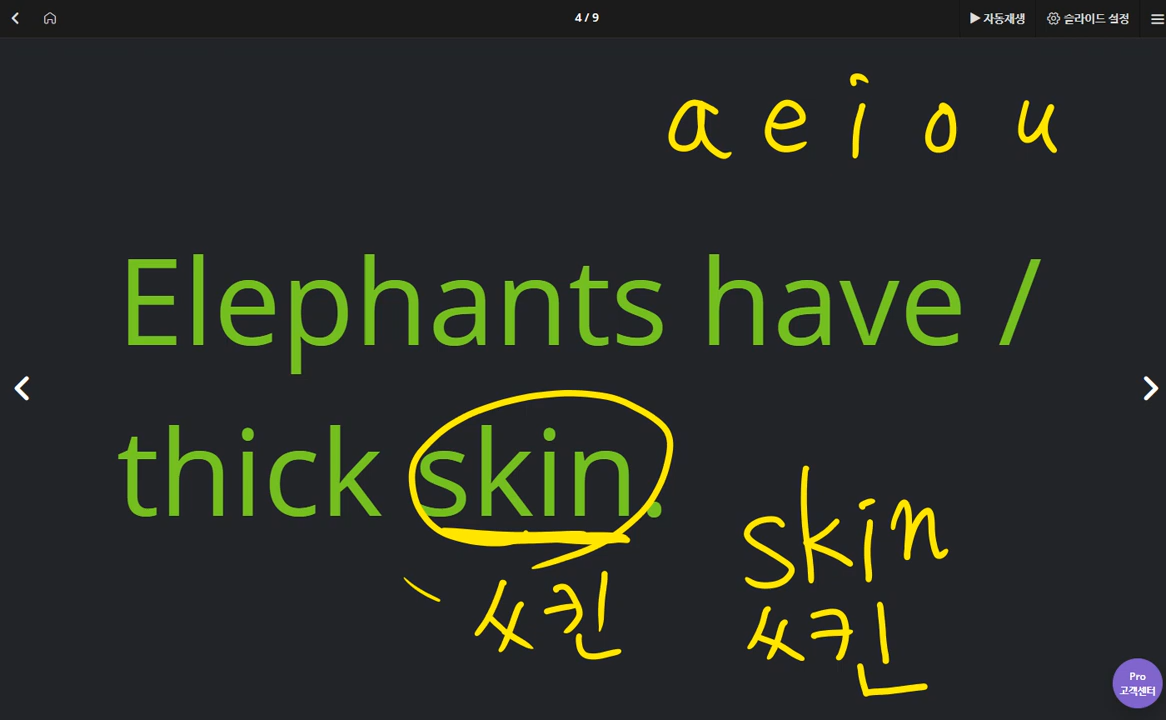 4 / 9
▶ 자동재생
슬라이드 설정
a e i o u
Elephants have /
thick skin.
skin
스킨
스킨
Pro
고객센터